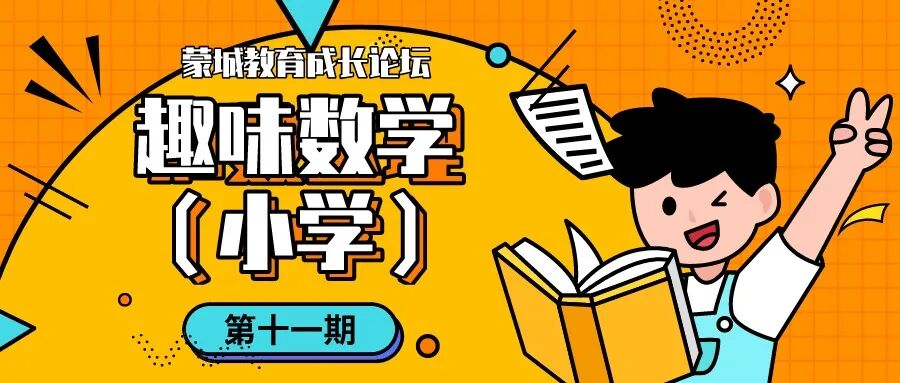 蒙城教育成长论坛
趣味数学
（小学）
第十一期